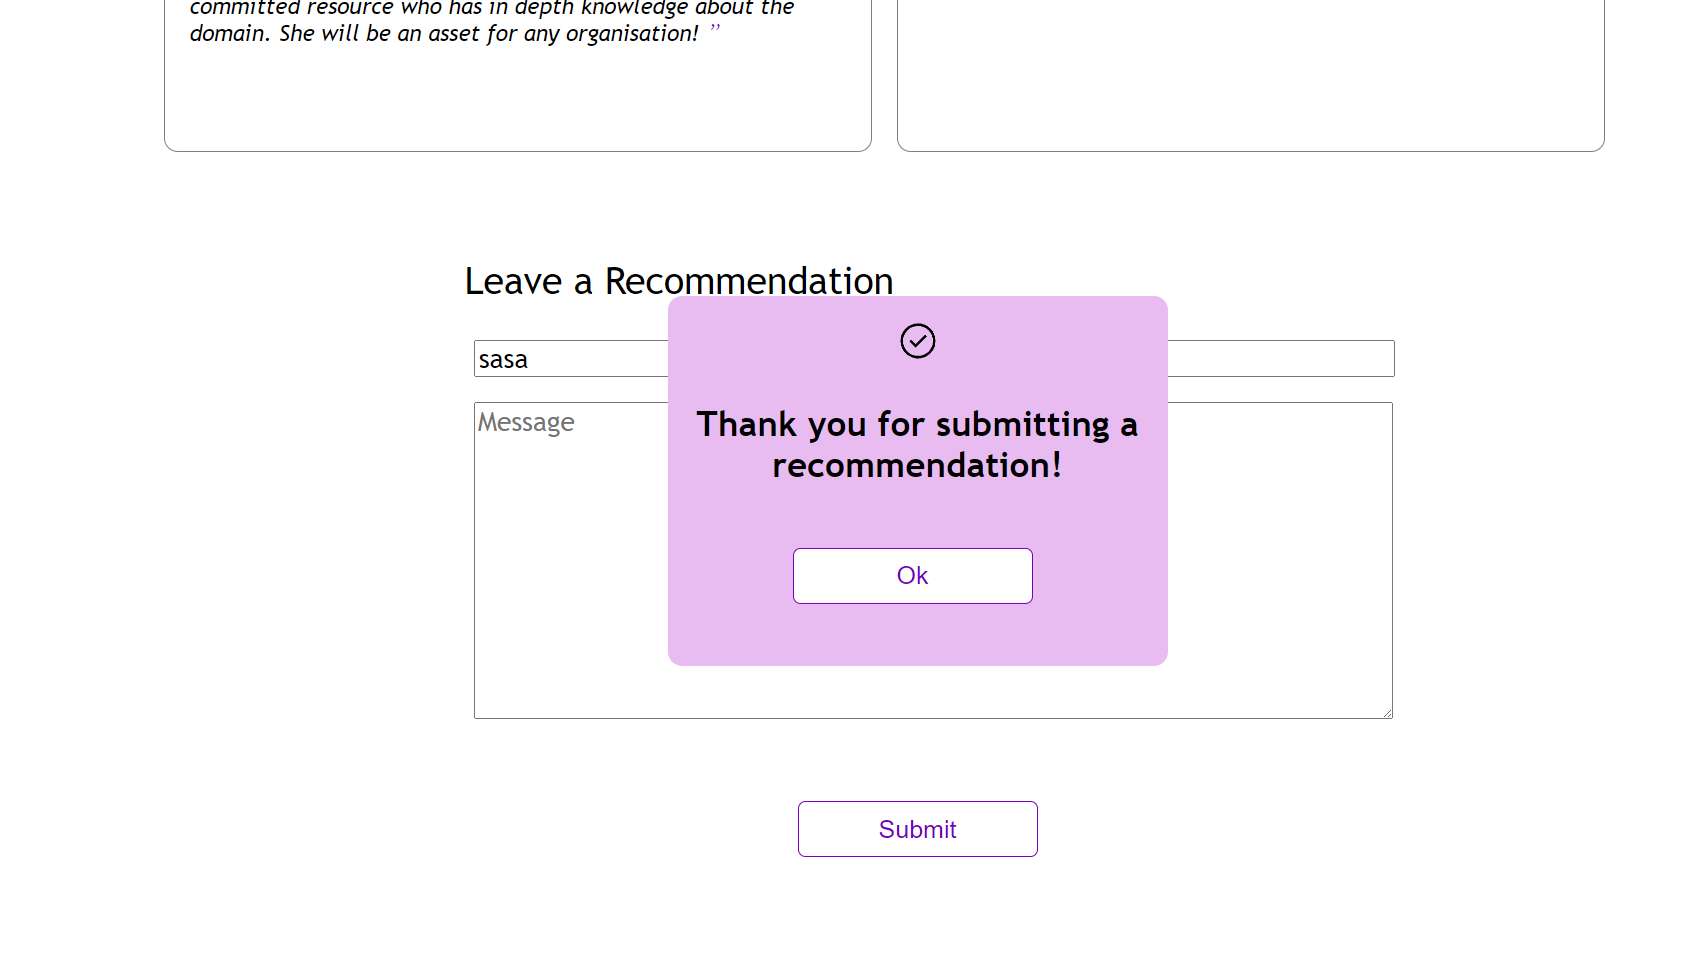 committed resource who has in depth knowledge about the
domain. She will be an asset for any organisation! ”
Leave a Recommendation
sasa
Message
Thank you for submitting a
recommendation!
Ok
Submit